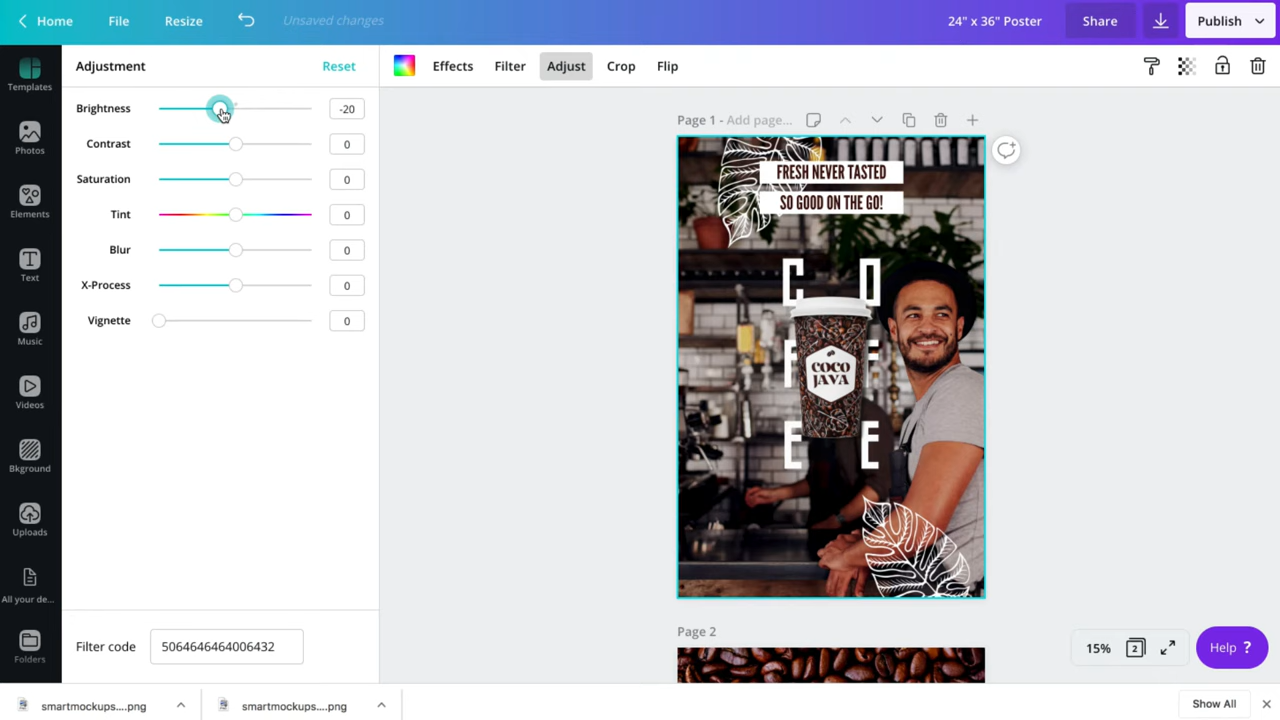 Home
File
Resize
Unsaved changes
24" x 36" Poster
Share
Publish
Templates
Photos
Elements
Text
Music
Videos
Bkground
Uploads
All your de...
Folders
Adjustment
Reset
Brightness
-20
Contrast
0
Saturation
0
Tint
0
Blur
0
X-Process
0
Vignette
0
Filter code
5064646464006432
Effects
Filter
Adjust
Crop
Flip
Page 1 - Add page...
FRESH NEVER TASTED
SO GOOD ON THE GO!
C O
F F
E E
COCO
JAVA
Page 2
15%
2
Help ?
smartmockups....png
smartmockups....png
Show All